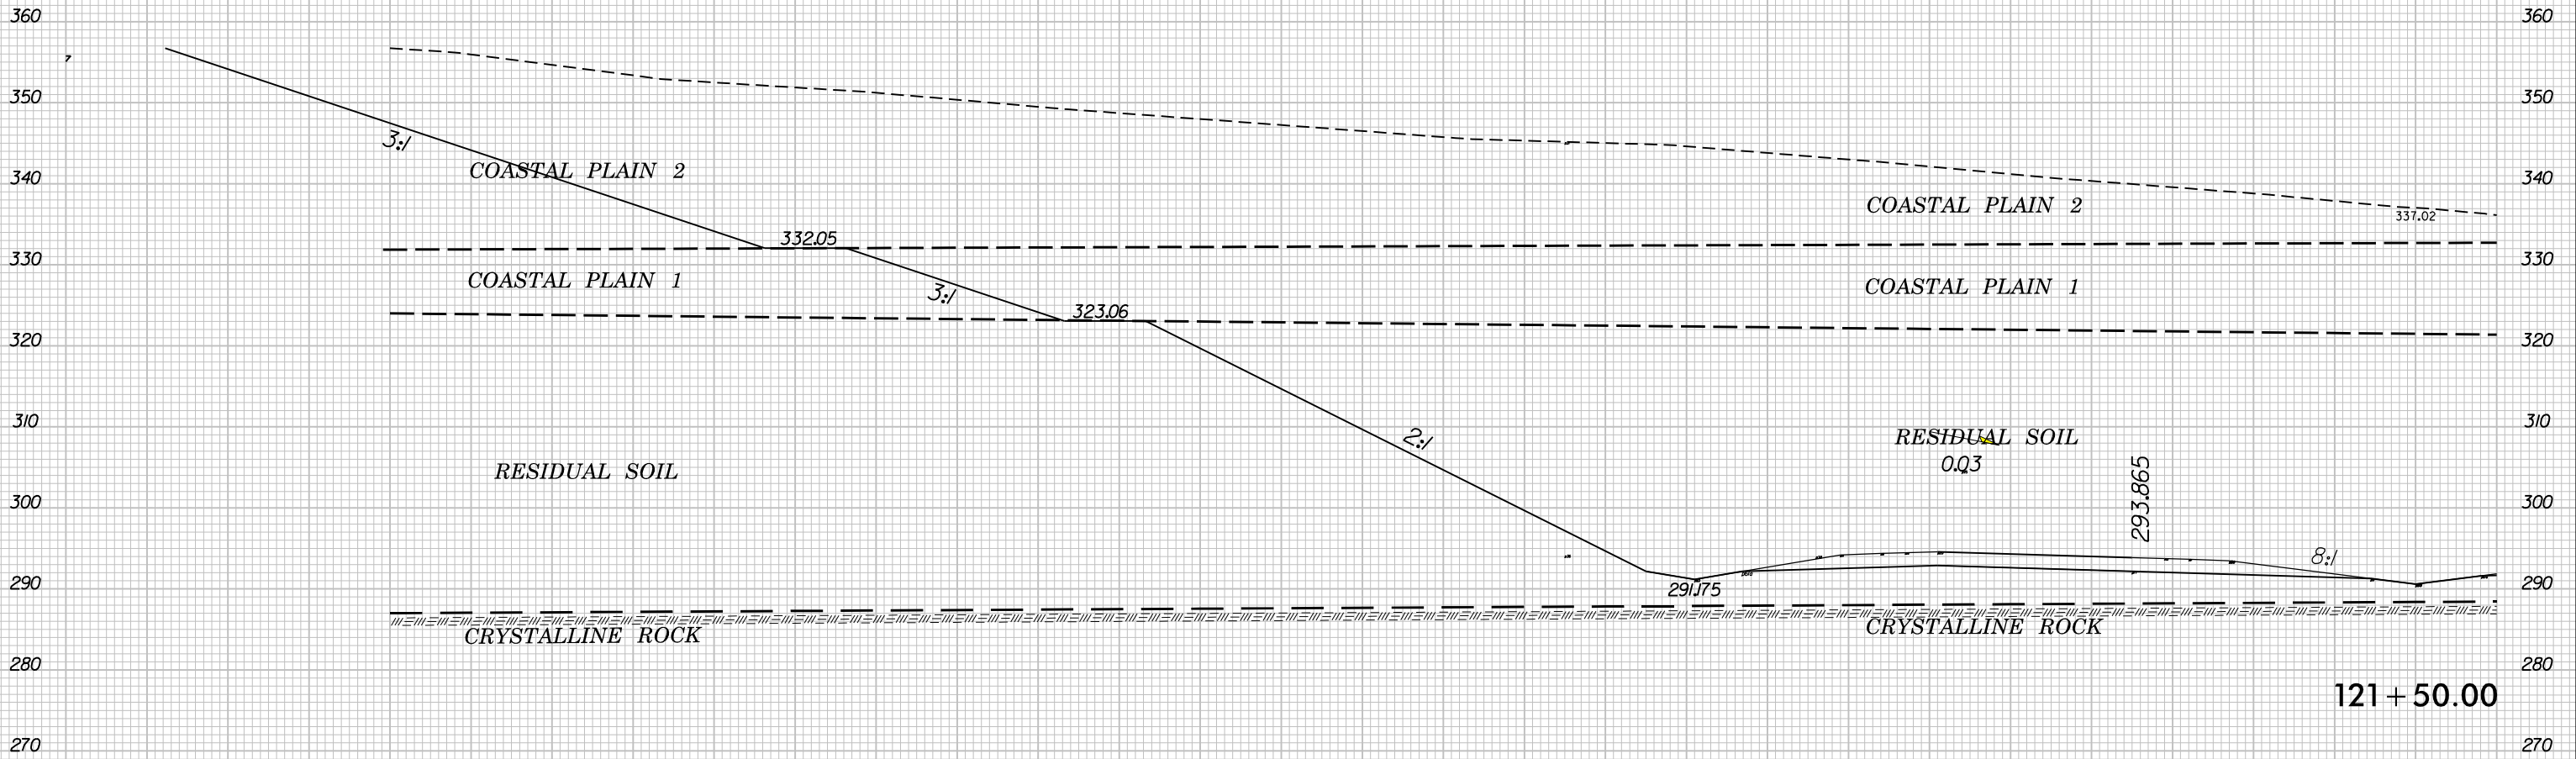 360 360
350 350
3:1
COASTAL PLAIN 2
340 340
COASTAL PLAIN 2
337.02
332.05
330 330
COASTAL PLAIN 1
COASTAL PLAIN 1
3:1
323.06
320 320
310 310
2:1
RESIDUAL SOIL
0.03
RESIDUAL SOIL
293.865
300 300
8:1
290 290
291.75
CRYSTALLINE ROCK
CRYSTALLINE ROCK
280 280
121+50.00
270 270